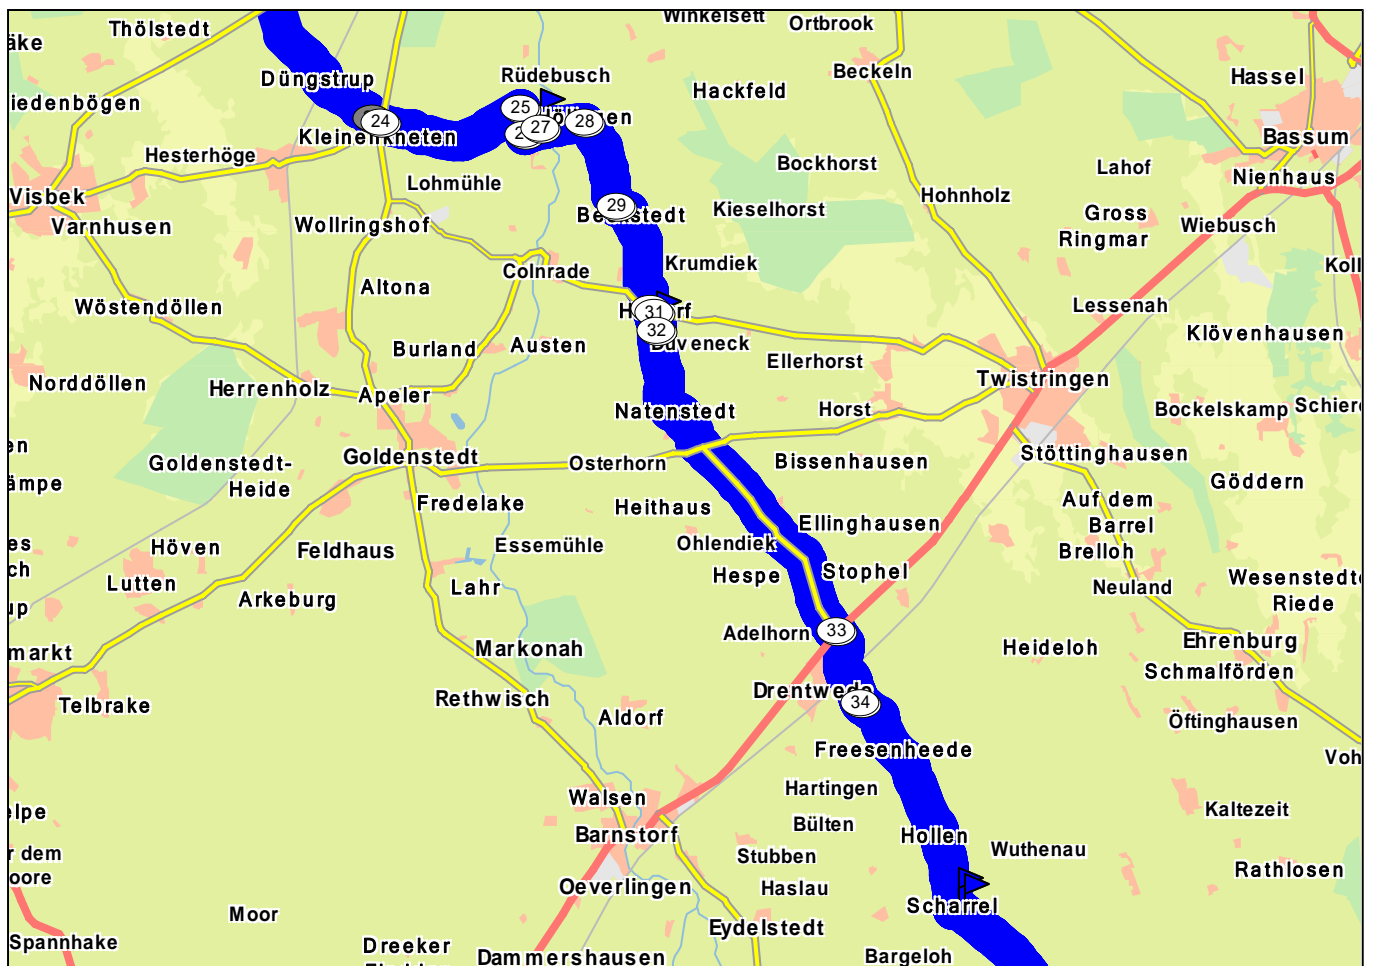 Winkelsett
Ortbrook
Thölstedt
äke
Düngstrup
Rüdebusch
Beckeln
Hassel
Hackfeld
iedenbögen
25
24
27
28
Kleinenkneten
Bassum
Hesterhöge
Bockhorst
Lahof
Nienhaus
Lohmühle
Visbek
Hohnholz
29
Kieselhorst
Gross
Ringmar
Varnhusen
Wollringshof
Wiebusch
Krumdiek
Koll
Colnrade
Altona
Wöstendöllen
Lessenah
31
32
Klövenhausen
Burland
Austen
Düveneck
Ellerhorst
Norddöllen
Herrenholz
Apeler
Twistringen
Natenstedt
Horst
Bockelskamp
Schier
en
Goldenstedt
Goldenstedt-
Heide
Osterhorn
Bissenhausen
Stöttinghausen
ämpe
Göddern
Fredelake
Heithaus
Auf dem
Barrel
Ellinghausen
es
ch
Höven
Feldhaus
Essemühle
Ohlendiek
Brelloh
Hespe
Stophel
Lutten
Lahr
Neuland
Wesenstedt
Riede
up
Arkeburg
Adelhorn
33
Markonah
Heideloh
Ehrenburg
markt
Schmalförden
Rethwisch
Drentwede
34
Telbrake
Aldorf
Öftinghausen
Freesenheede
Voh
Hartingen
Walsen
elpe
Kaltezeit
Bülten
Barnstorf
Hollen
Wuthenau
r dem
oore
Stubben
Rathlosen
Oeverlingen
Haslau
Scharrel
Moor
Eydelstedt
Spannhake
Dreeker
Dammershausen
Bargeloh